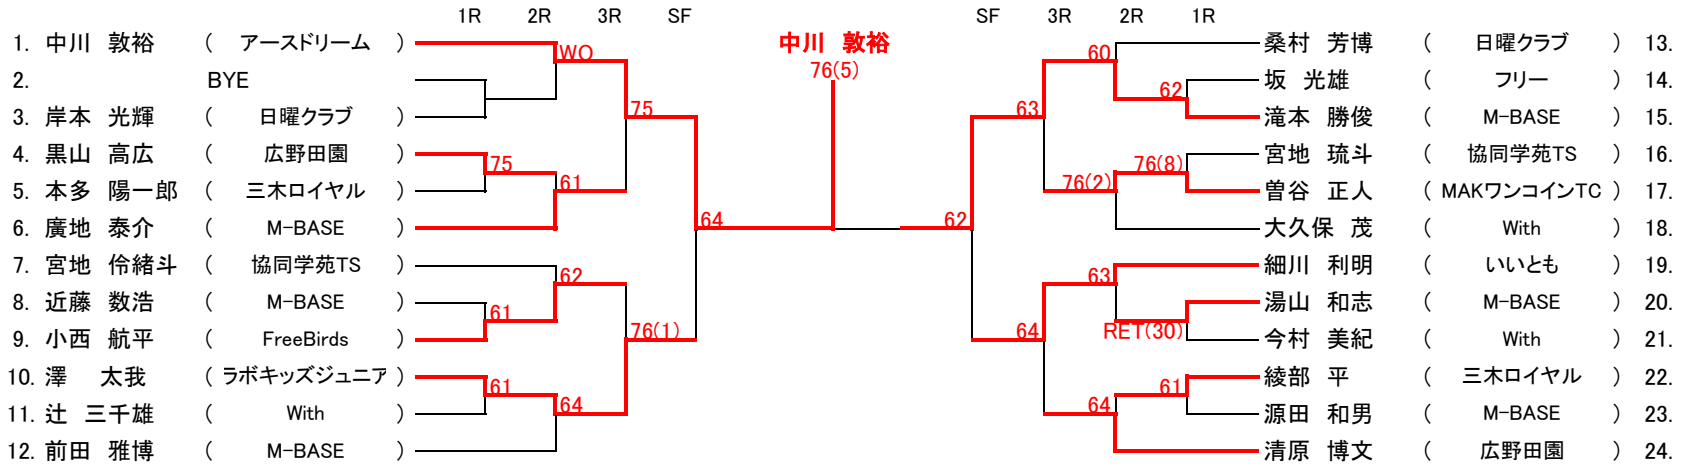 1R 2R 3R SF SF 3R 2R 1R
1. 中川 敦裕 ( アースドリーム ) WO 中川 敦裕 60 桑村 芳博 ( 日曜クラブ ) 13.
76(5)
2. BYE 62 坂 光雄 ( フリー ) 14.
3. 岸本 光輝 ( 日曜クラブ ) 75 63 滝本 勝俊 ( M-BASE ) 15.
4. 黒山 高広 ( 広野田園 ) 75 76(8) 宮地 琉斗 ( 協同学苑TS ) 16.
5. 本多 陽一郎 ( 三木ロイヤル ) 61 76(2) 曽谷 正人 ( MAKワンコインTC ) 17.
6. 廣地 泰介 ( M-BASE ) 64 62 大久保 茂 ( With ) 18.
7. 宮地 伶緒斗 ( 協同学苑TS ) 62 63 細川 利明 ( いいとも ) 19.
8. 近藤 数浩 ( M-BASE ) 61 湯山 和志 ( M-BASE ) 20.
9. 小西 航平 ( FreeBirds ) 76(1) 64 RET(30) 今村 美紀 ( With ) 21.
10. 澤 太我 ( ラボキッズジュニア ) 61 61 綾部 平 ( 三木ロイヤル ) 22.
11. 辻 三千雄 ( With ) 64 64 源田 和男 ( M-BASE ) 23.
12. 前田 雅博 ( M-BASE ) 清原 博文 ( 広野田園 ) 24.